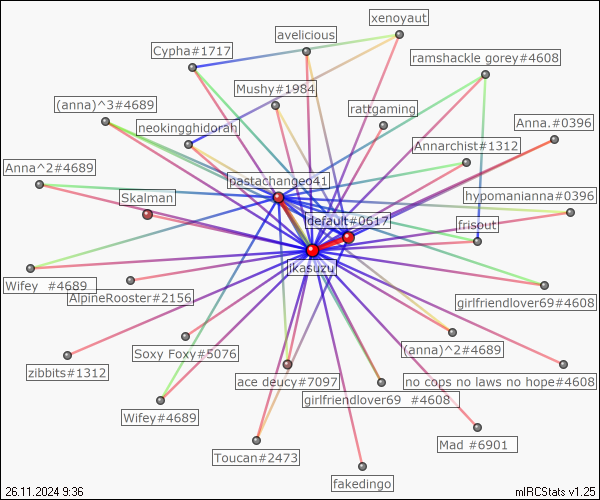 xenoyaut
avelicious
Cypha#1717
ramshackle gorey#4608
Mushy#1984
(anna)^3#4689
rattgaming
Anna.#0396
neokingghidorah
Annarchist#1312
Anna^2#4689
pastachangeo41
Skalman
hypomanianna#0396
default#0617
frisout
jkasuzu
Wifey #4689
AlpineRooster#2156
girlfriendlover69#4608
Soxy Foxy#5076
(anna)^2#4689
zibbits#1312
ace deucy#7097
no cops no laws no hope#4608
girlfriendlover69 #4608
Wifey#4689
Mad #6901
Toucan#2473
fakedingo
26.11.2024 9:36
mIRCStats v1.25